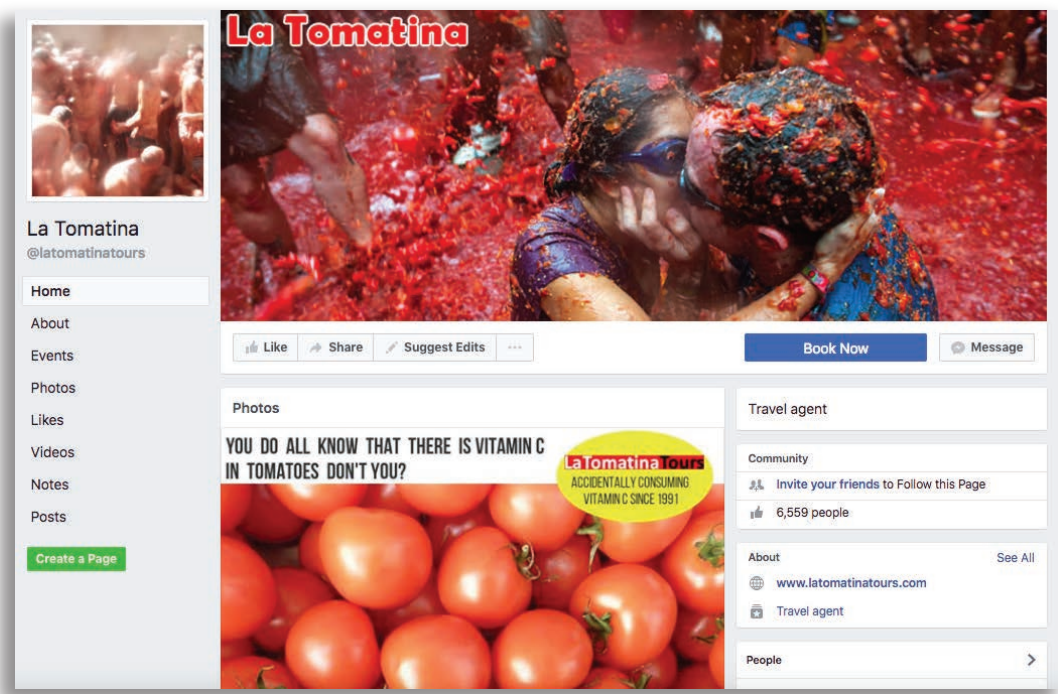 La Tomatina
La Tomatina
@latomatinatours
Home
About
Events
Photos
Likes
Videos
Notes
Posts
Create a Page
Like
Share
Suggest Edits
...
Book Now
Message
Photos
YOU DO ALL KNOW THAT THERE IS VITAMIN C
IN TOMATOES DON'T YOU?
LaTomatinaTours
ACCIDENTALLY CONSUMING
VITAMIN C SINCE 1991
Travel agent
Community
Invite your friends to Follow this Page
6,559 people
About
See All
www.latomatinatours.com
Travel agent
People